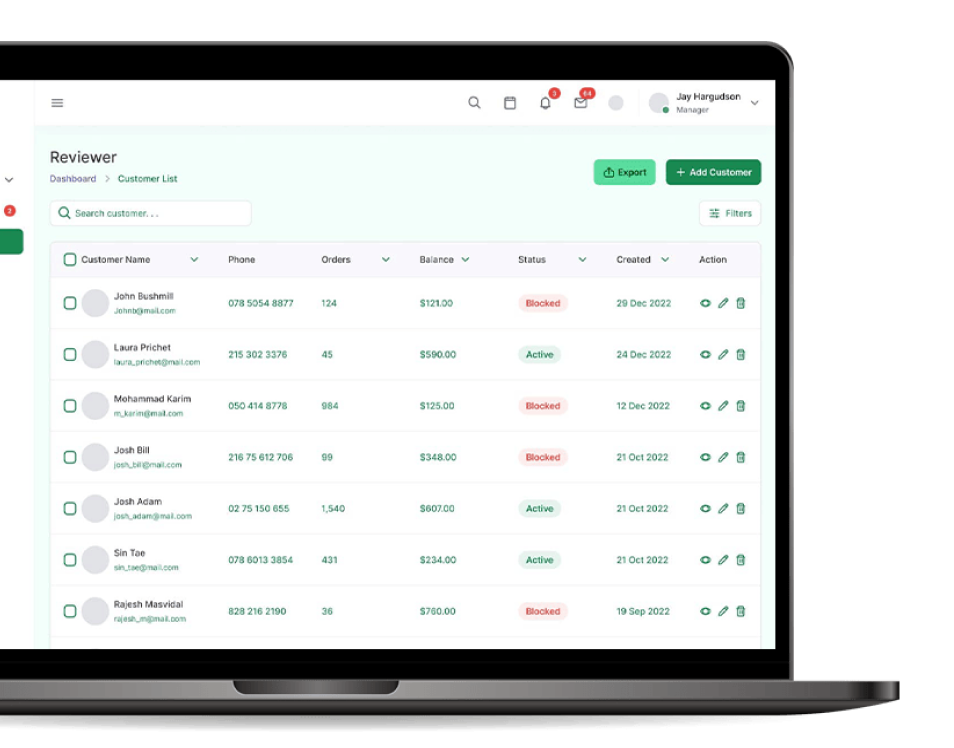 3 64
Jay Hargudson
Manager
Reviewer
Dashboard > Customer List
Export
+ Add Customer
2
Search customer...
Filters
Customer Name Phone Orders Balance Status Created Action
John Bushmill
Johnb@mail.com
078 5054 8877 124 $121.00 Blocked 29 Dec 2022
Laura Prichet
laura_prichet@mail.com
215 302 3376 45 $590.00 Active 24 Dec 2022
Mohammad Karim
m_karim@mail.com
050 414 8778 984 $125.00 Blocked 12 Dec 2022
Josh Bill
josh_bill@mail.com
216 75 612 706 99 $348.00 Blocked 21 Oct 2022
Josh Adam
josh_adam@mail.com
02 75 150 655 1,540 $607.00 Active 21 Oct 2022
Sin Tae
sin_tae@mail.com
078 6013 3854 431 $234.00 Active 21 Oct 2022
Rajesh Masvidal
rajesh_m@mail.com
828 216 2190 36 $760.00 Blocked 19 Sep 2022